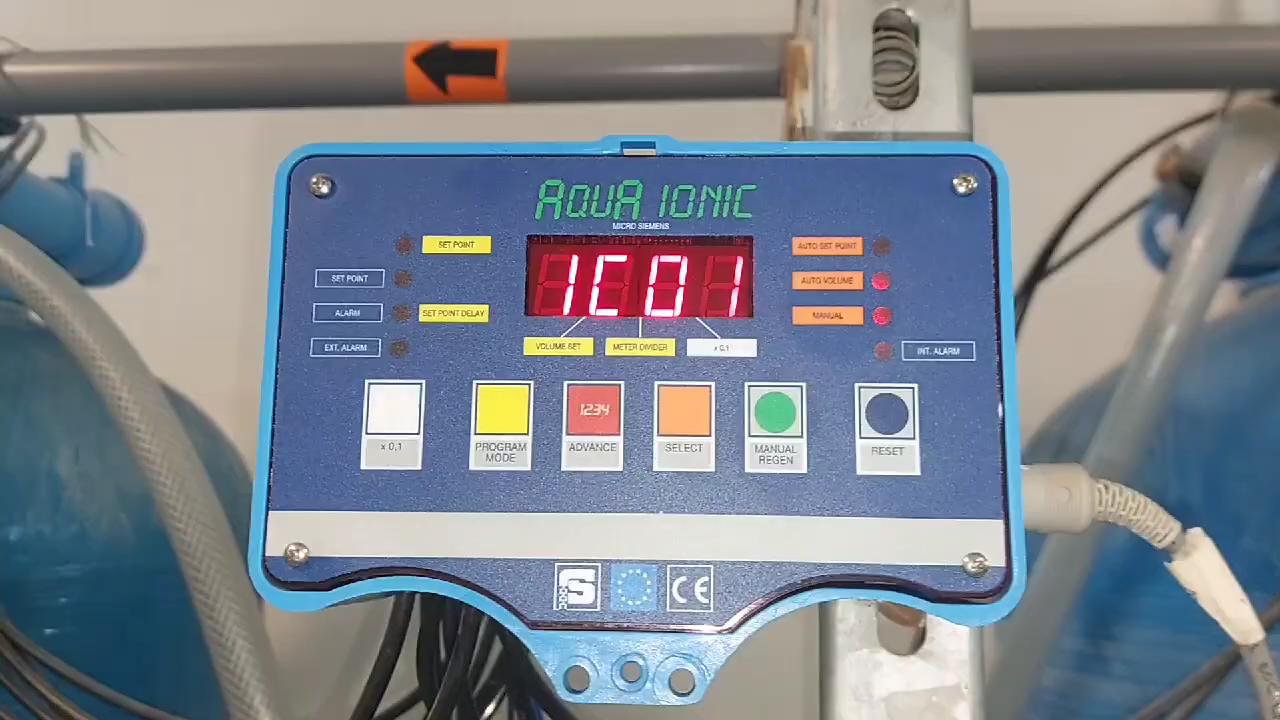 AQUA IONIC
MICRO SIEMENS
1C01
SET POINT
SET POINT
ALARM
SET POINT DELAY
EXT. ALARM
AUTO SET POINT
AUTO VOLUME
MANUAL
INT. ALARM
VOLUME SET
METER DIVIDER
x 0,1
x 0,1
PROGRAM
MODE
1234
ADVANCE
SELECT
MANUAL
REGEN
RESET
S
CE